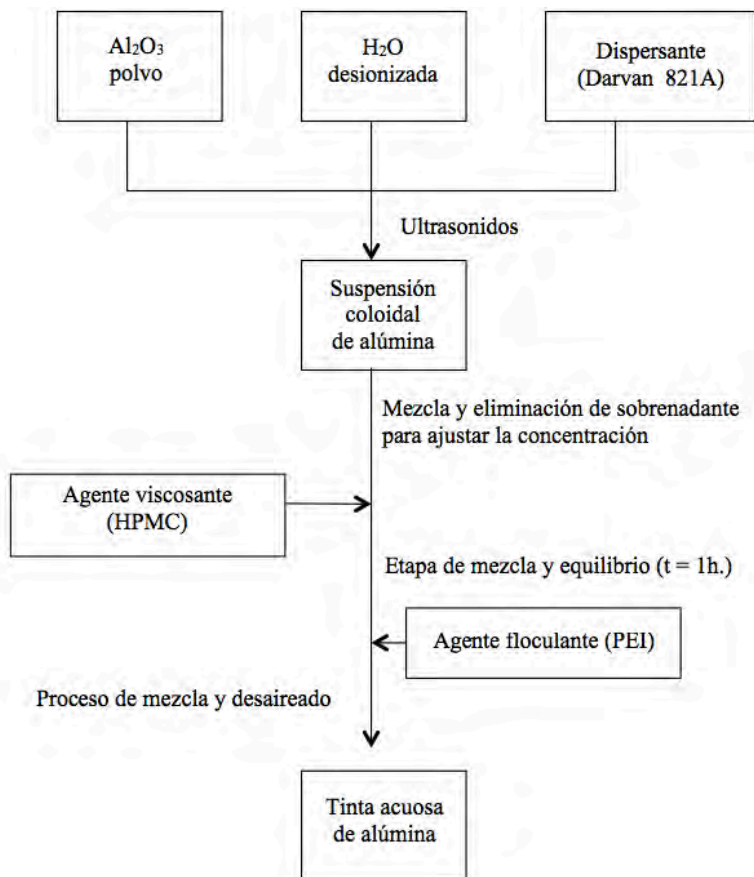 Al₂O₃
polvo
H₂O
desionizada
Dispersante
(Darvan 821A)
Ultrasonidos
Suspensión
coloidal
de alúmina
Mezcla y eliminación de sobrenadante
para ajustar la concentración
Agente viscosante
(HPMC)
Etapa de mezcla y equilibrio (t = 1h.)
Agente floculante (PEI)
Proceso de mezcla y desaireado
Tinta acuosa
de alúmina